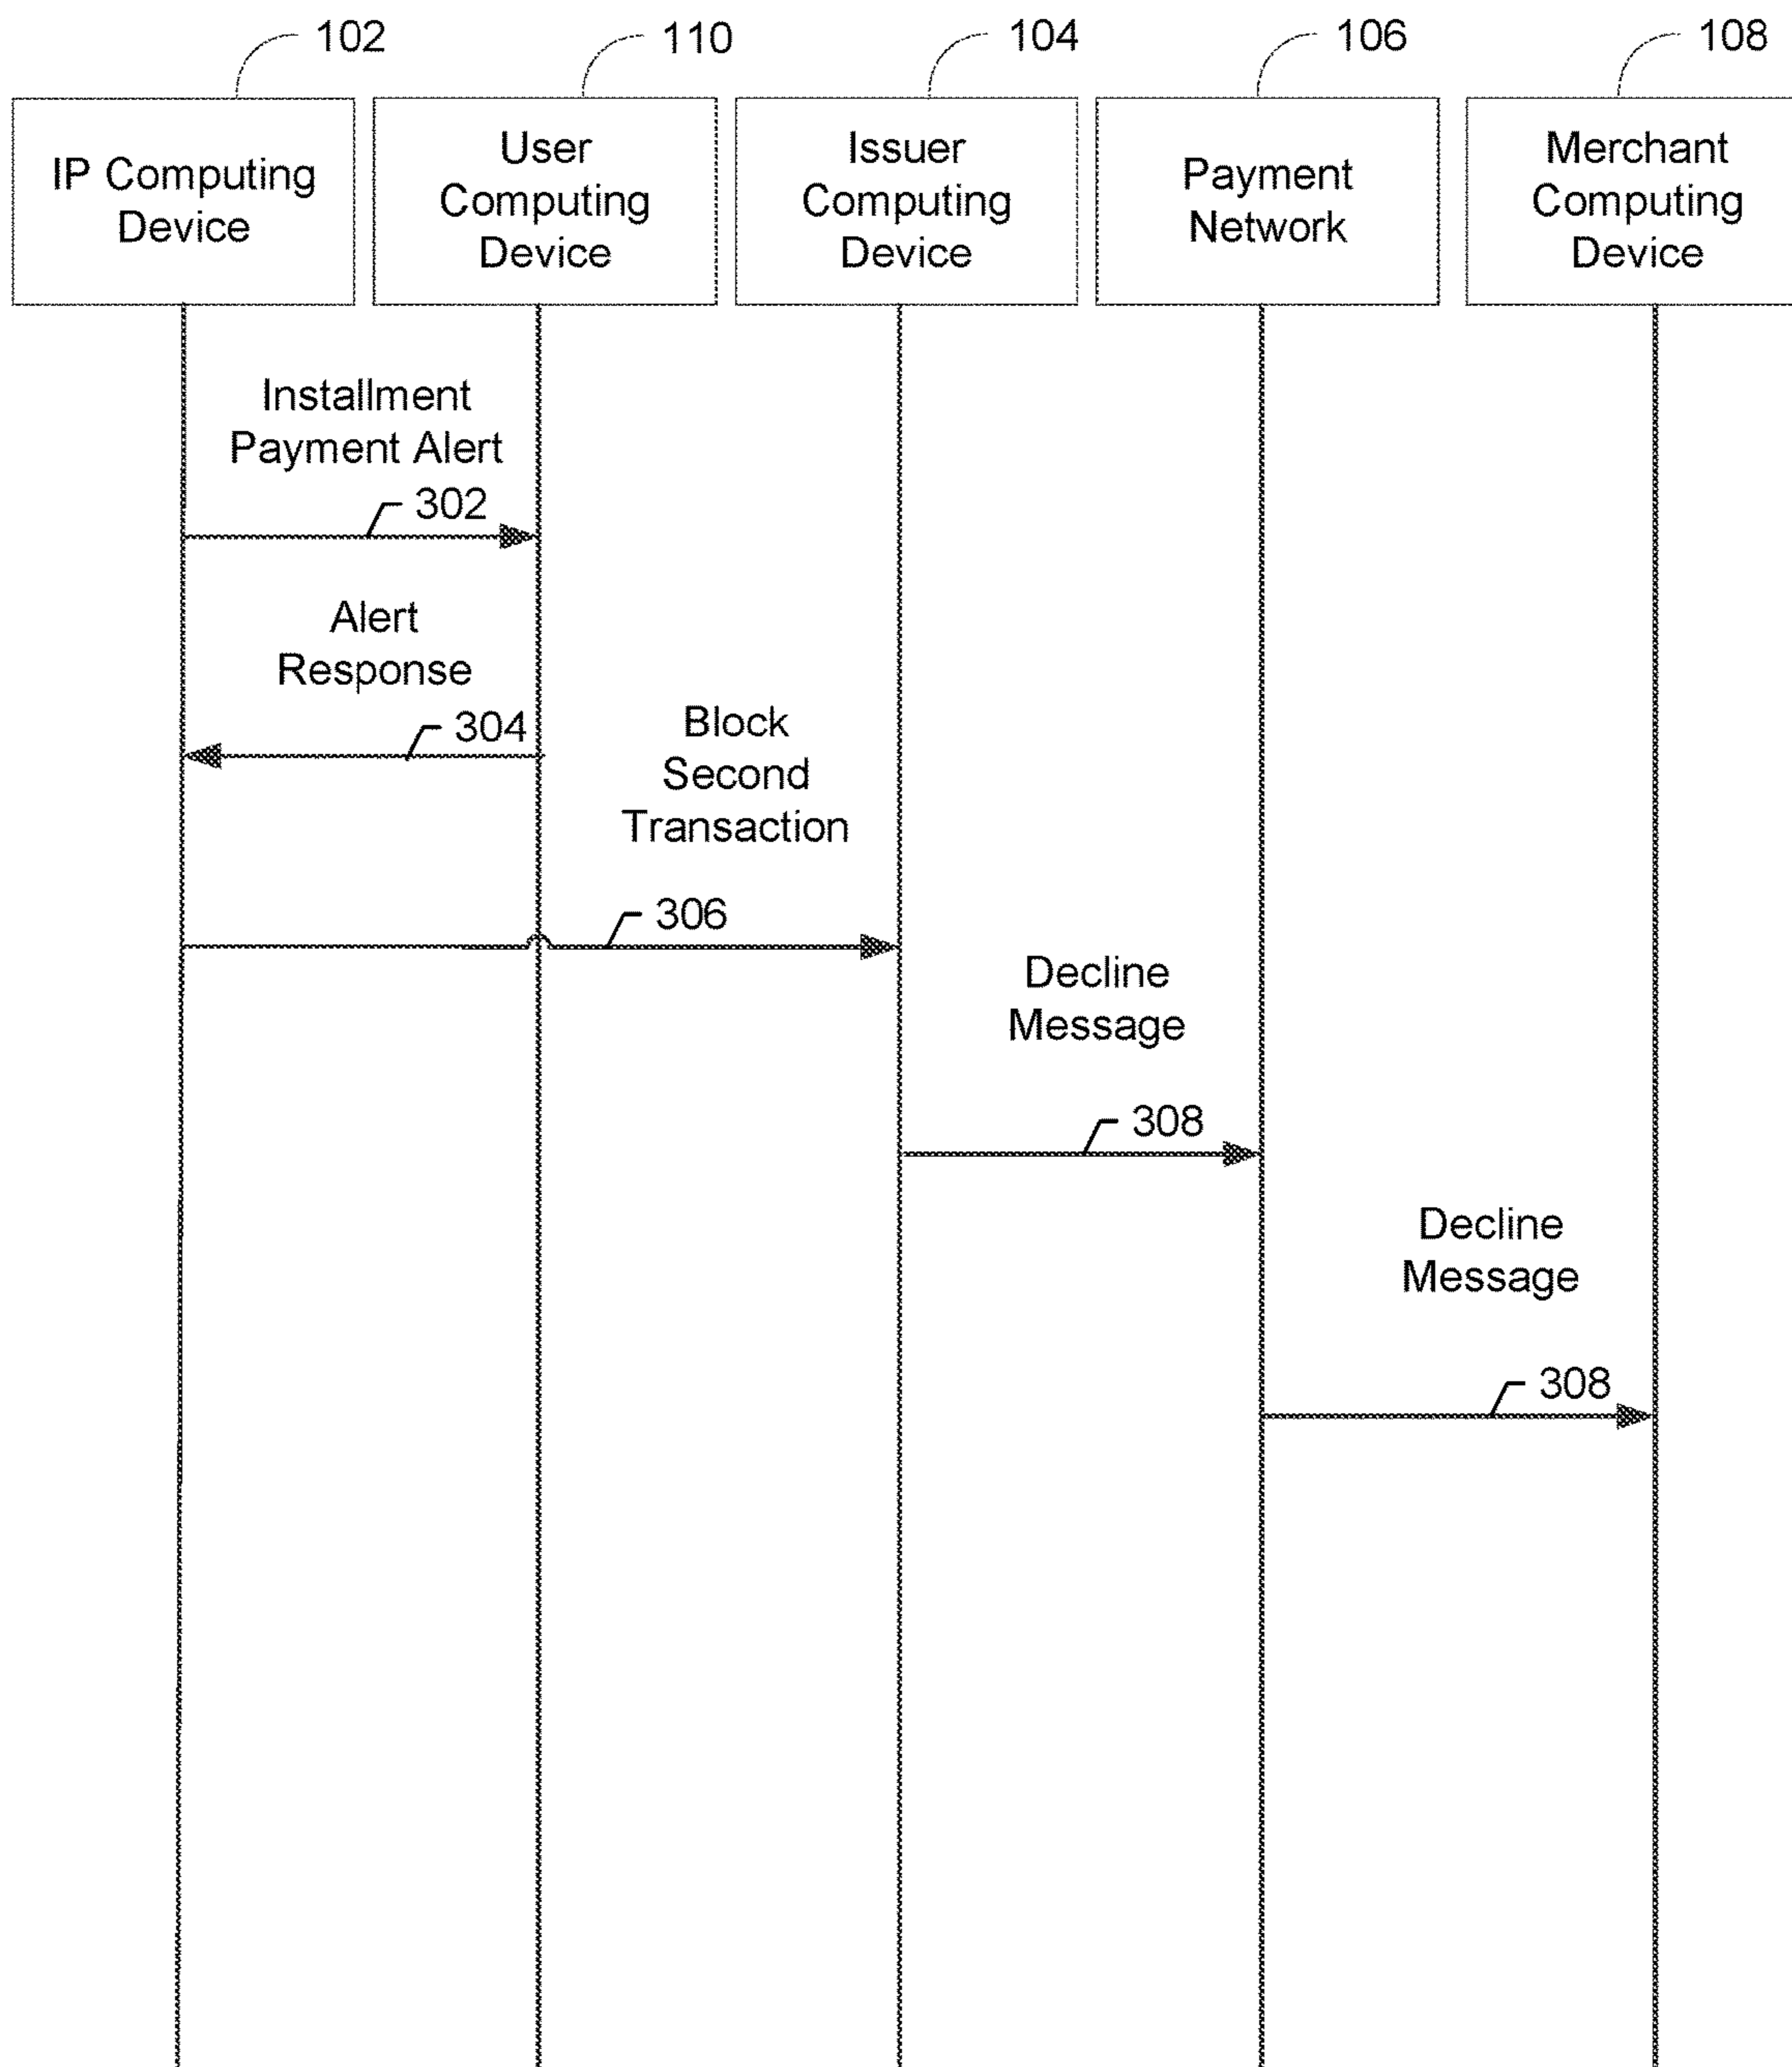 102
110
104
106
108
IP Computing
Device
User
Computing
Device
Issuer
Computing
Device
Payment
Network
Merchant
Computing
Device
Installment
Payment Alert
302
Alert
Response
304
Block
Second
Transaction
306
Decline
Message
308
Decline
Message
308